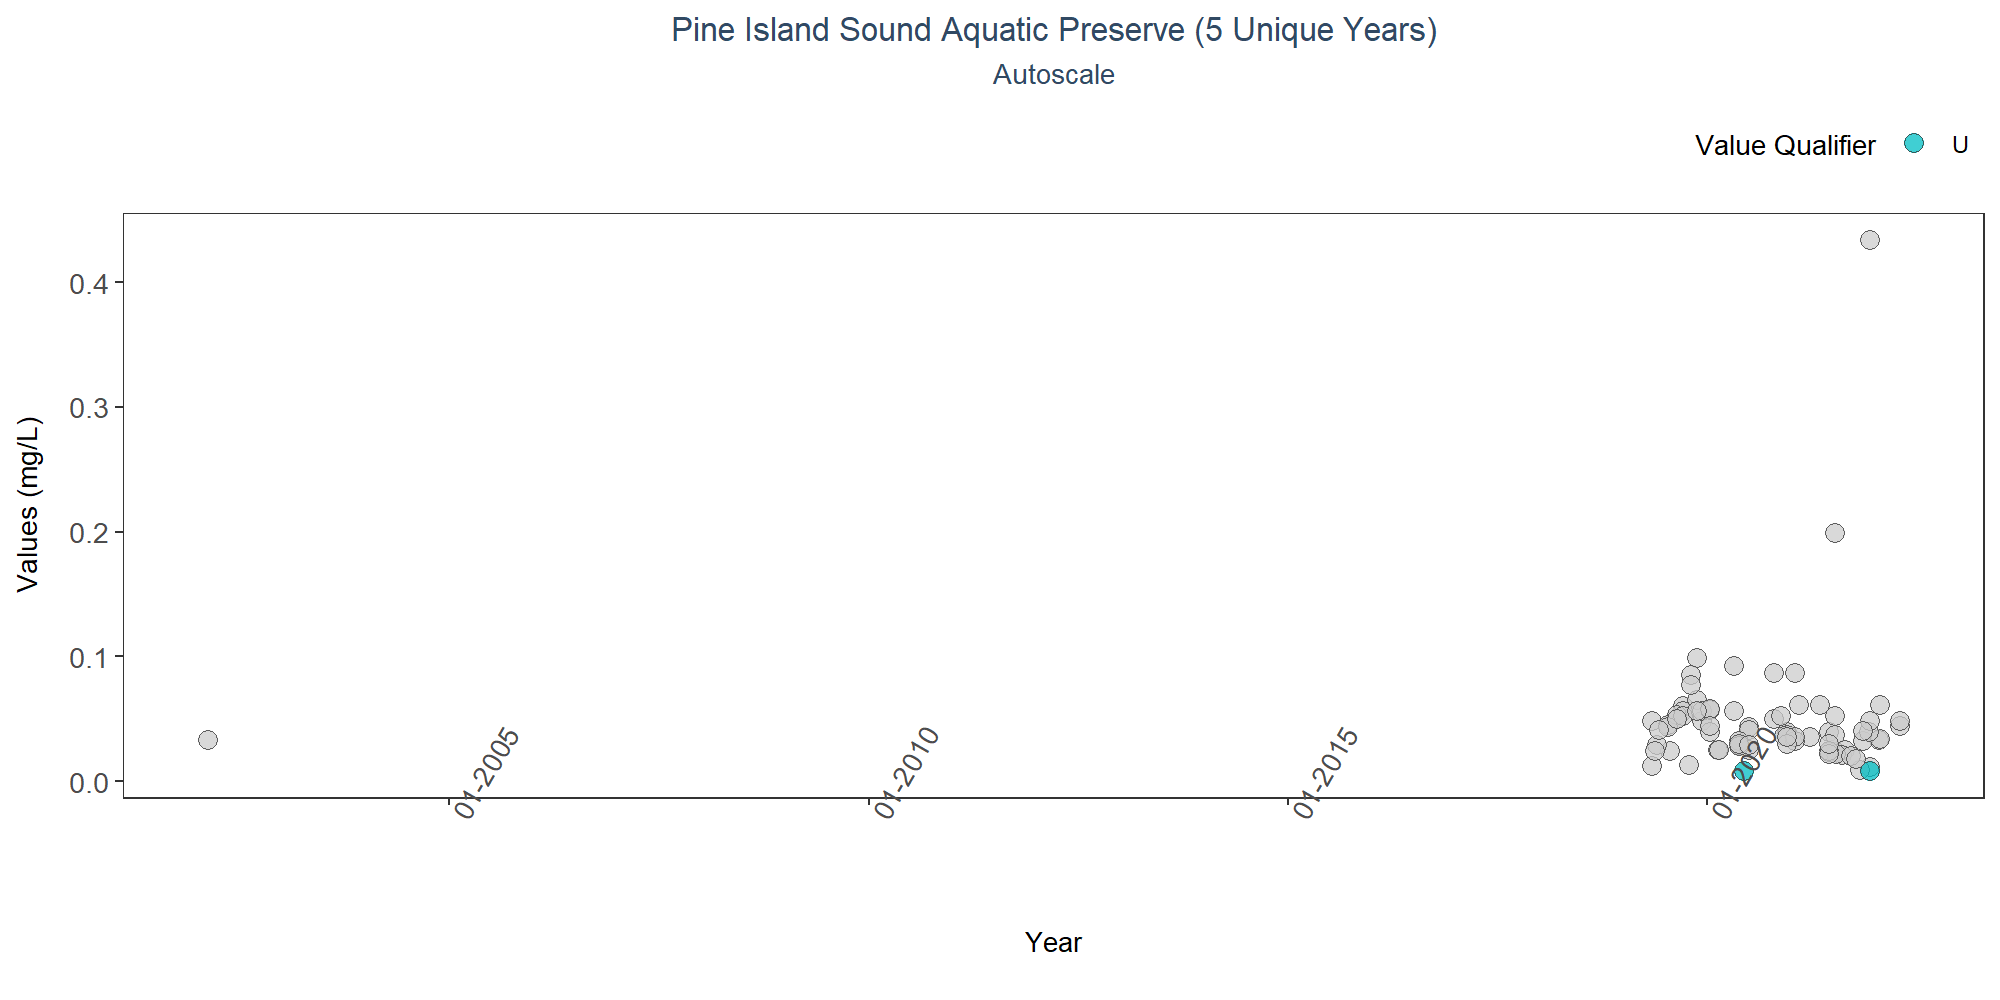 Pine Island Sound Aquatic Preserve (5 Unique Years)
Autoscale
Value Qualifier U
Values (mg/L)
0.4
0.3
0.2
0.1
0.0
01-2005
01-2010
01-2015
01-2020
Year